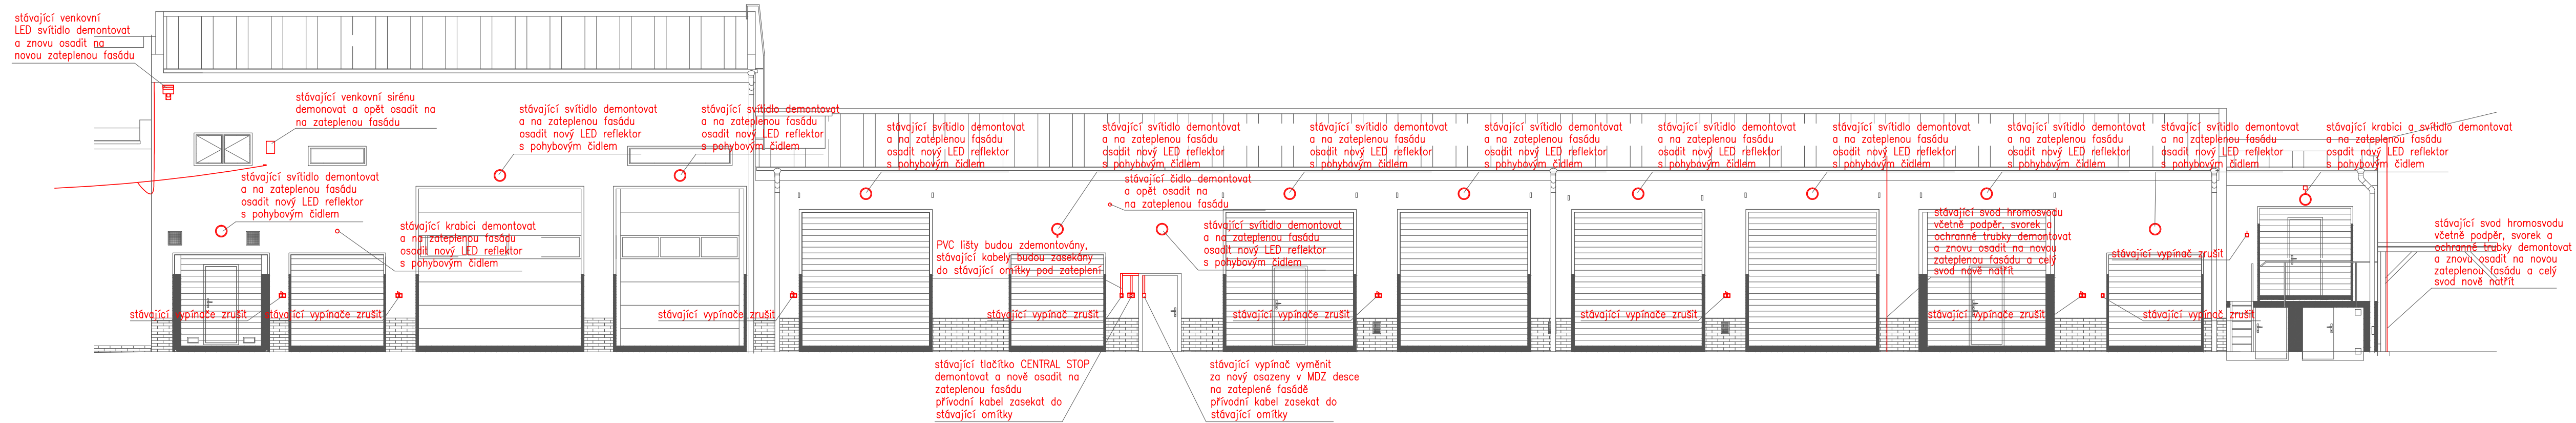 stávající venkovní
LED svítidlo demontovat
a znovu osadit na
novou zateplenou fasádu
stávající venkovní sirénu
demonovat a opět osadit na
na zateplenou fasádu
stávající svítidlo demontovat
a na zateplenou fasádu
osadit nový LED reflektor
s pohybovým čidlem
stávající svítidlo demontovat
a na zateplenou fasádu
osadit nový LED reflektor
s pohybovým čidlem
stávající svítidlo demontovat
a na zateplenou fasádu
osadit nový LED reflektor
s pohybovým čidlem
stávající svítidlo demontovat
a na zateplenou fasádu
osadit nový LED reflektor
s pohybovým čidlem
stávající svítidlo demontovat
a na zateplenou fasádu
osadit nový LED reflektor
s pohybovým čidlem
stávající svítidlo demontovat
a na zateplenou fasádu
osadit nový LED reflektor
s pohybovým čidlem
stávající svítidlo demontovat
a na zateplenou fasádu
osadit nový LED reflektor
s pohybovým čidlem
stávající svítidlo demontovat
a na zateplenou fasádu
osadit nový LED reflektor
s pohybovým čidlem
stávající svítidlo demontovat
a na zateplenou fasádu
osadit nový LED reflektor
s pohybovým čidlem
stávající svítidlo demontovat
a na zateplenou fasádu
osadit nový LED reflektor
s pohybovým čidlem
stávající krabici a svítidlo demontovat
a na zateplenou fasádu
osadit nový LED reflektor
s pohybovým čidlem
stávající svítidlo demontovat
a na zateplenou fasádu
osadit nový LED reflektor
s pohybovým čidlem
stávající krabici demontovat
a na zateplenou fasádu
osadit nový LED reflektor
s pohybovým čidlem
stávající čidlo demontovat
a opět osadit na
na zateplenou fasádu
stávající svítidlo demontovat
a na zateplenou fasádu
osadit nový LED reflektor
s pohybovým čidlem
PVC lišty budou zdemontovány,
stávající kabely budou zasekány
do stávající omítky pod zateplení
stávající svod hromosvodu
včetně podpěr, svorek a
ochranné trubky demontovat
a znovu osadit na novou
zateplenou fasádu a celý
svod nově natřít
stávající vypínač zrušit
stávající svod hromosvodu
včetně podpěr, svorek a
ochranné trubky demontovat
a znovu osadit na novou
zateplenou fasádu a celý
svod nově natřít
stávající vypínače zrušit
stávající vypínače zrušit
stávající vypínače zrušit
stávající vypínač zrušit
stávající vypínače zrušit
stávající vypínače zrušit
stávající vypínače zrušit
stávající vypínač zrušit
stávající tlačítko CENTRAL STOP
demontovat a nově osadit na
zateplenou fasádu
přívodní kabel zasekat do
stávající omítky
stávající vypínač vyměnit
za nový osazeny v MDZ desce
na zateplené fasádě
přívodní kabel zasekat do
stávající omítky